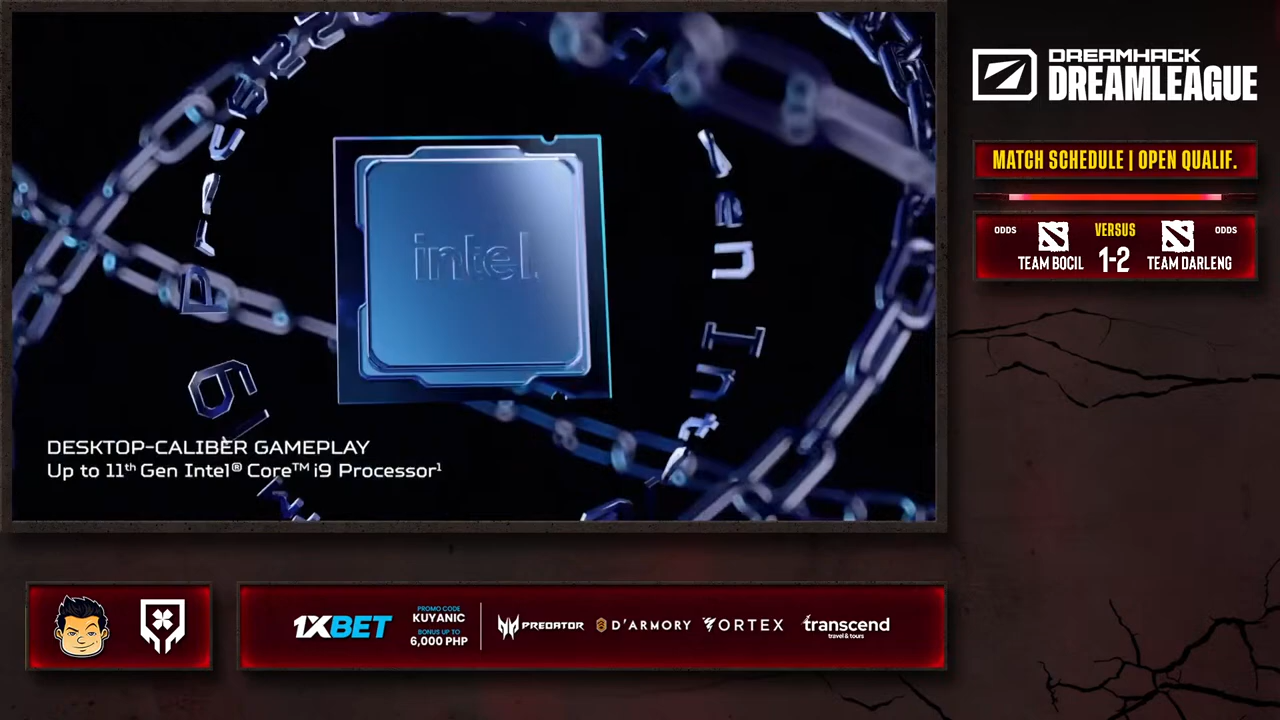 intel.
DESKTOP-CALIBER GAMEPLAY
Up to 11th Gen Intel® Core™ i9 Processor¹
DREAMHACK
DREAMLEAGUE
MATCH SCHEDULE | OPEN QUALIF.
ODDS VERSUS ODDS
TEAM BOCIL 1-2 TEAM DARLENG
1XBET
PROMO CODE
KUYANIC
BONUS UP TO
6,000 PHP
PREDATOR
D'ARMORY
VORTEX
transcend
travel & tours